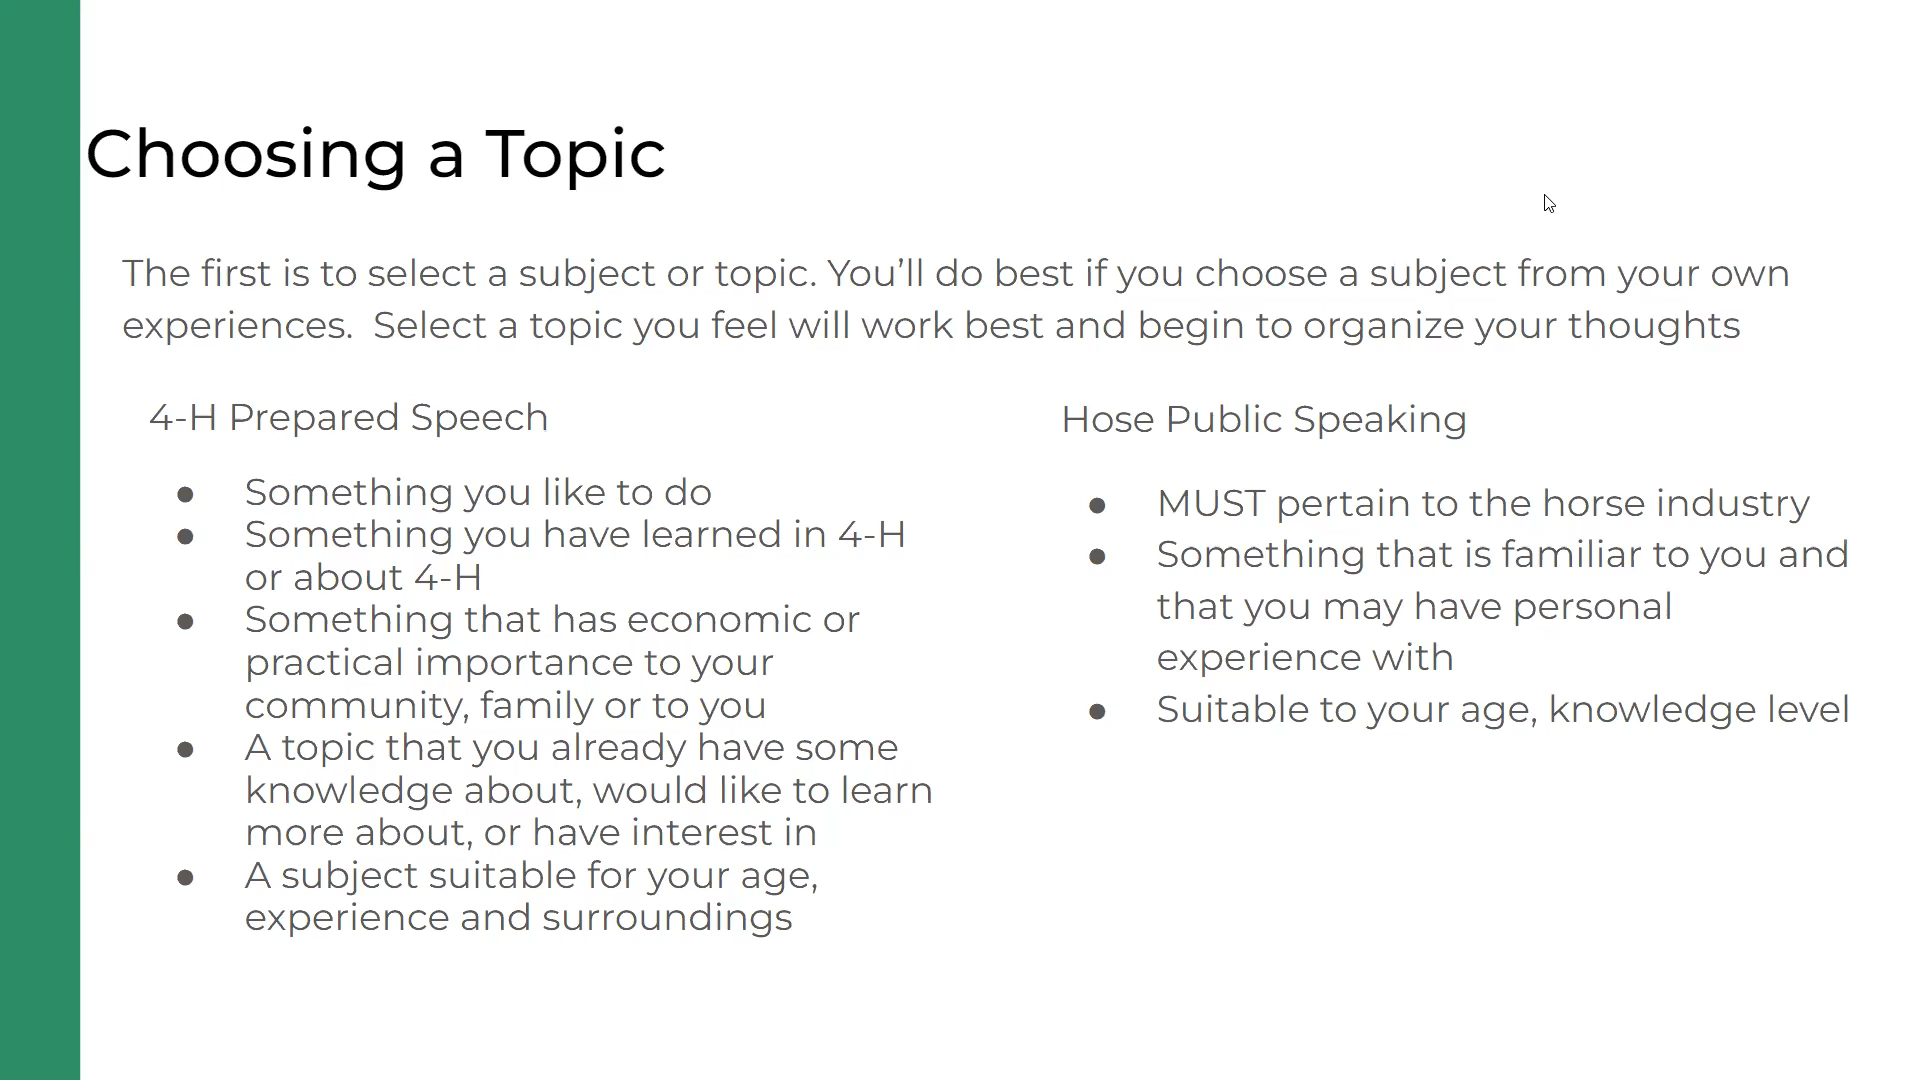 Choosing a Topic
The first is to select a subject or topic. You’ll do best if you choose a subject from your own
experiences.  Select a topic you feel will work best and begin to organize your thoughts
4-H Prepared Speech
● Something you like to do
● Something you have learned in 4-H
or about 4-H
● Something that has economic or
practical importance to your
community, family or to you
● A topic that you already have some
knowledge about, would like to learn
more about, or have interest in
● A subject suitable for your age,
experience and surroundings
Hose Public Speaking
● MUST pertain to the horse industry
● Something that is familiar to you and
that you may have personal
experience with
● Suitable to your age, knowledge level